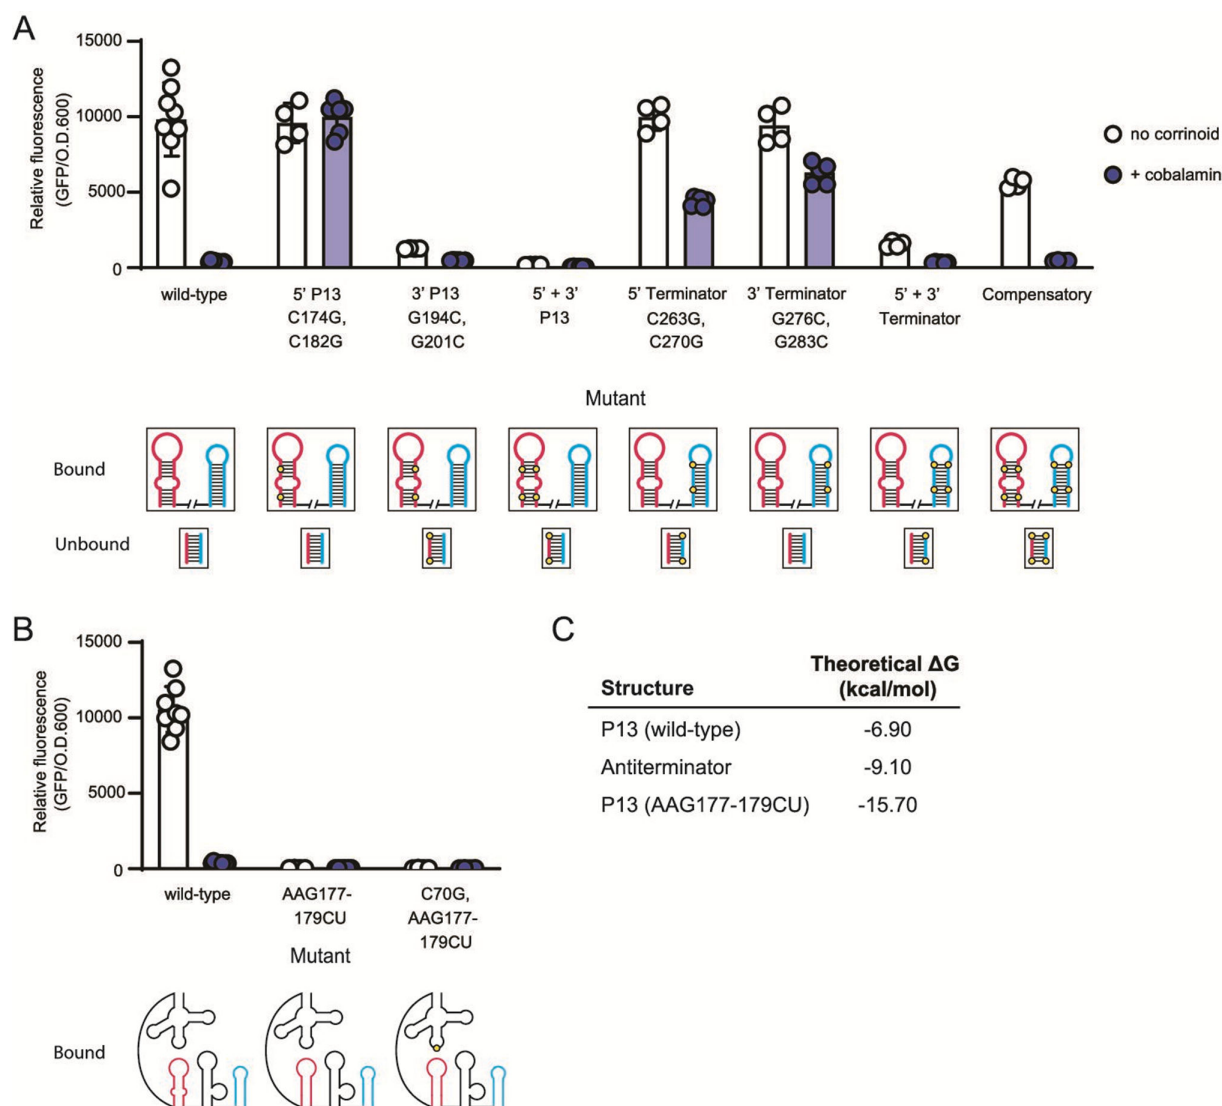 A
15000
10000
5000
0
Relative fluorescence
(GFP/O.D.600)
no corrinoid
+ cobalamin
wild-type
5’ P13
C174G,
C182G
3’ P13
G194C,
G201C
5’ + 3’
P13
5’ Terminator
C263G,
C270G
3’ Terminator
G276C,
G283C
5’ + 3’
Terminator
Compensatory
Mutant
Bound
Unbound
B
15000
10000
5000
0
Relative fluorescence
(GFP/O.D.600)
wild-type
AAG177-
179CU
C70G,
AAG177-
179CU
Mutant
Bound
C
Theoretical ΔG
Structure (kcal/mol)
P13 (wild-type) -6.90
Antiterminator -9.10
P13 (AAG177-179CU) -15.70